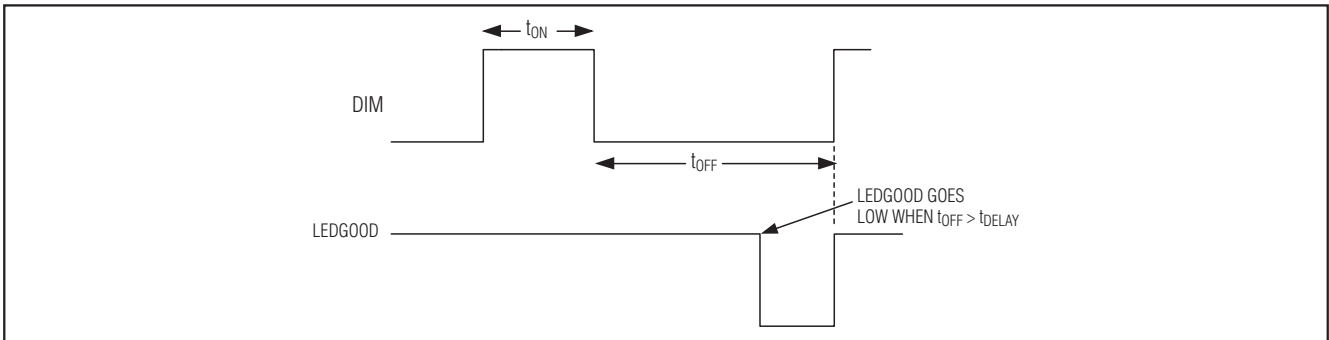 tON
DIM
tOFF
LEDGOOD GOES
LOW WHEN tOFF > tDELAY
LEDGOOD